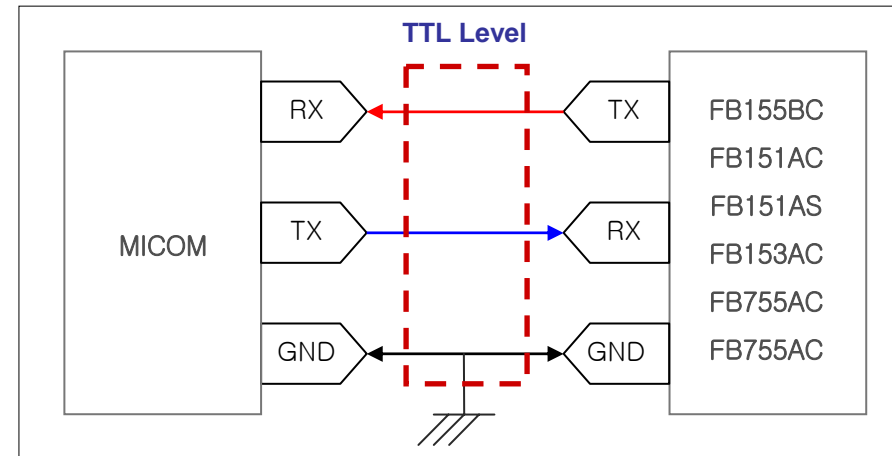 TTL Level
RX
TX
FB155BC
FB151AC
FB151AS
MICOM
TX
RX
FB153AC
FB755AC
GND
GND
FB755AC